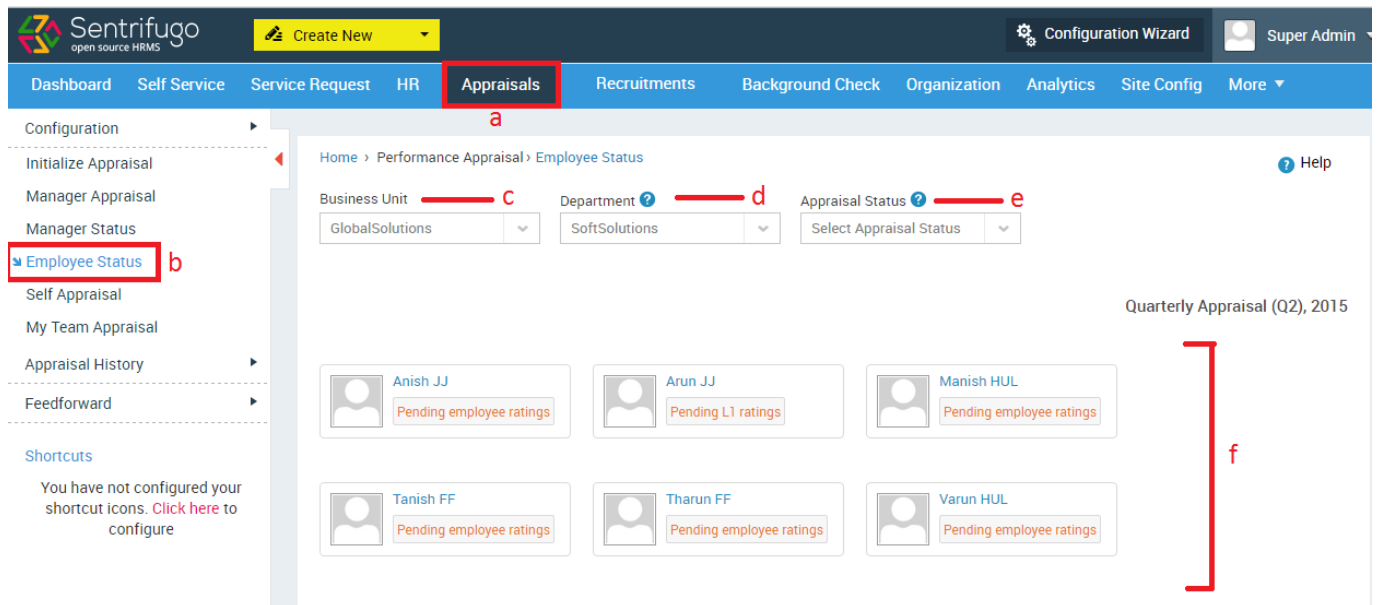 Sentrifugo
open source HRMS
Create New
Configuration Wizard
Super Admin
Dashboard Self Service Service Request HR Appraisals Recruitments Background Check Organization Analytics Site Config More
a
Configuration
Initialize Appraisal
Manager Appraisal
Manager Status
Employee Status b
Self Appraisal
My Team Appraisal
Appraisal History
Feedforward
Shortcuts
You have not configured your
shortcut icons. Click here to
configure
Home › Performance Appraisal › Employee Status
? Help
Business Unit c
GlobalSolutions
Department ? d
SoftSolutions
Appraisal Status ? e
Select Appraisal Status
Quarterly Appraisal (Q2), 2015
Anish JJ
Pending employee ratings
Arun JJ
Pending L1 ratings
Manish HUL
Pending employee ratings
f
Tanish FF
Pending employee ratings
Tharun FF
Pending employee ratings
Varun HUL
Pending employee ratings